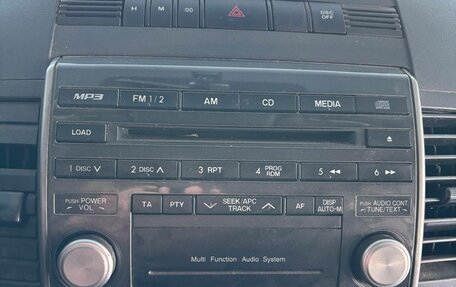 H M :00 DSC OFF
MP3 FM 1/2 AM CD MEDIA
LOAD
1 DISC ∨ 2 DISC ∧ 3 RPT 4 PROG RDM 5 ◀◀ 6 ▶▶
PUSH POWER VOL TA PTY ∨ SEEK/APC TRACK ∧ AF DISP AUTO-M PUSH AUDIO CONT TUNE/TEXT
Multi Function Audio System